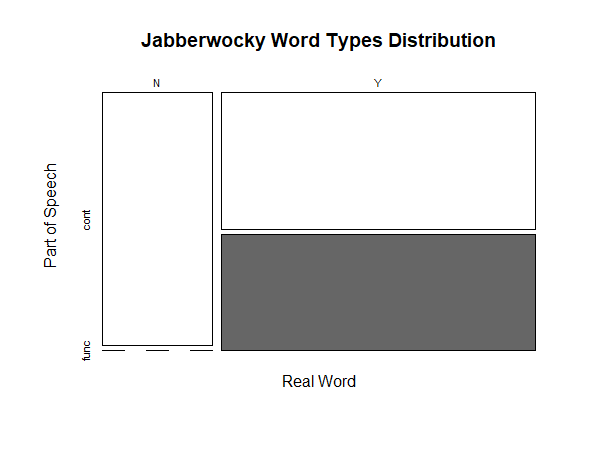 Jabberwocky Word Types Distribution
N Y
Part of Speech
cont
func
Real Word